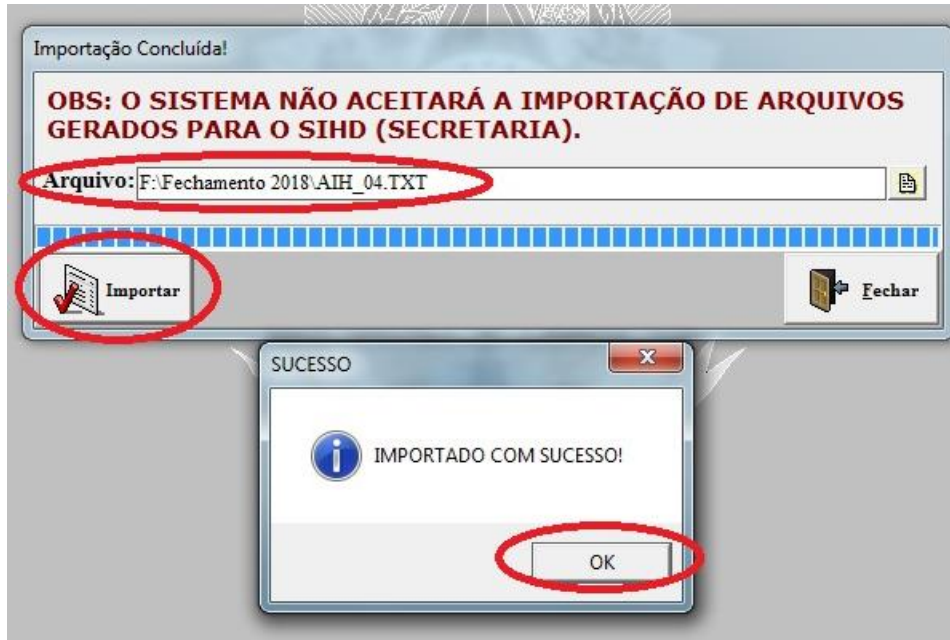 Importação Concluída!
OBS: O SISTEMA NÃO ACEITARÁ A IMPORTAÇÃO DE ARQUIVOS
GERADOS PARA O SIHD (SECRETARIA).
Arquivo: F:\Fechamento 2018\AIH_04.TXT
Importar
Fechar
SUCESSO
IMPORTADO COM SUCESSO!
OK